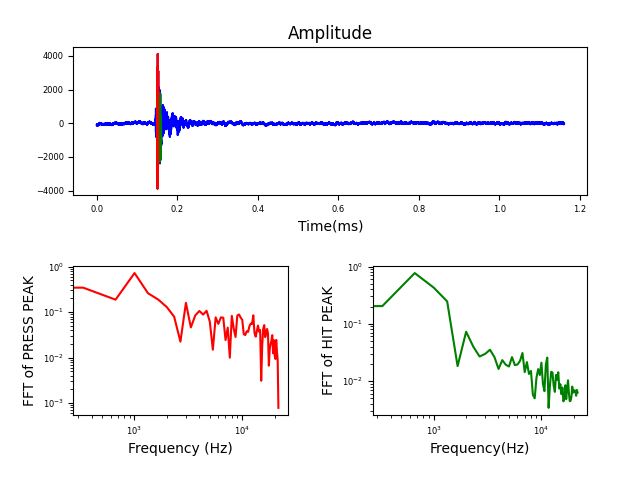 Amplitude
4000
2000
0
−2000
−4000
0.0 0.2 0.4 0.6 0.8 1.0 1.2
Time(ms)
FFT of PRESS PEAK
10⁰
10⁻¹
10⁻²
10⁻³
10³ 10⁴
Frequency (Hz)
FFT of HIT PEAK
10⁰
10⁻¹
10⁻²
10³ 10⁴
Frequency(Hz)